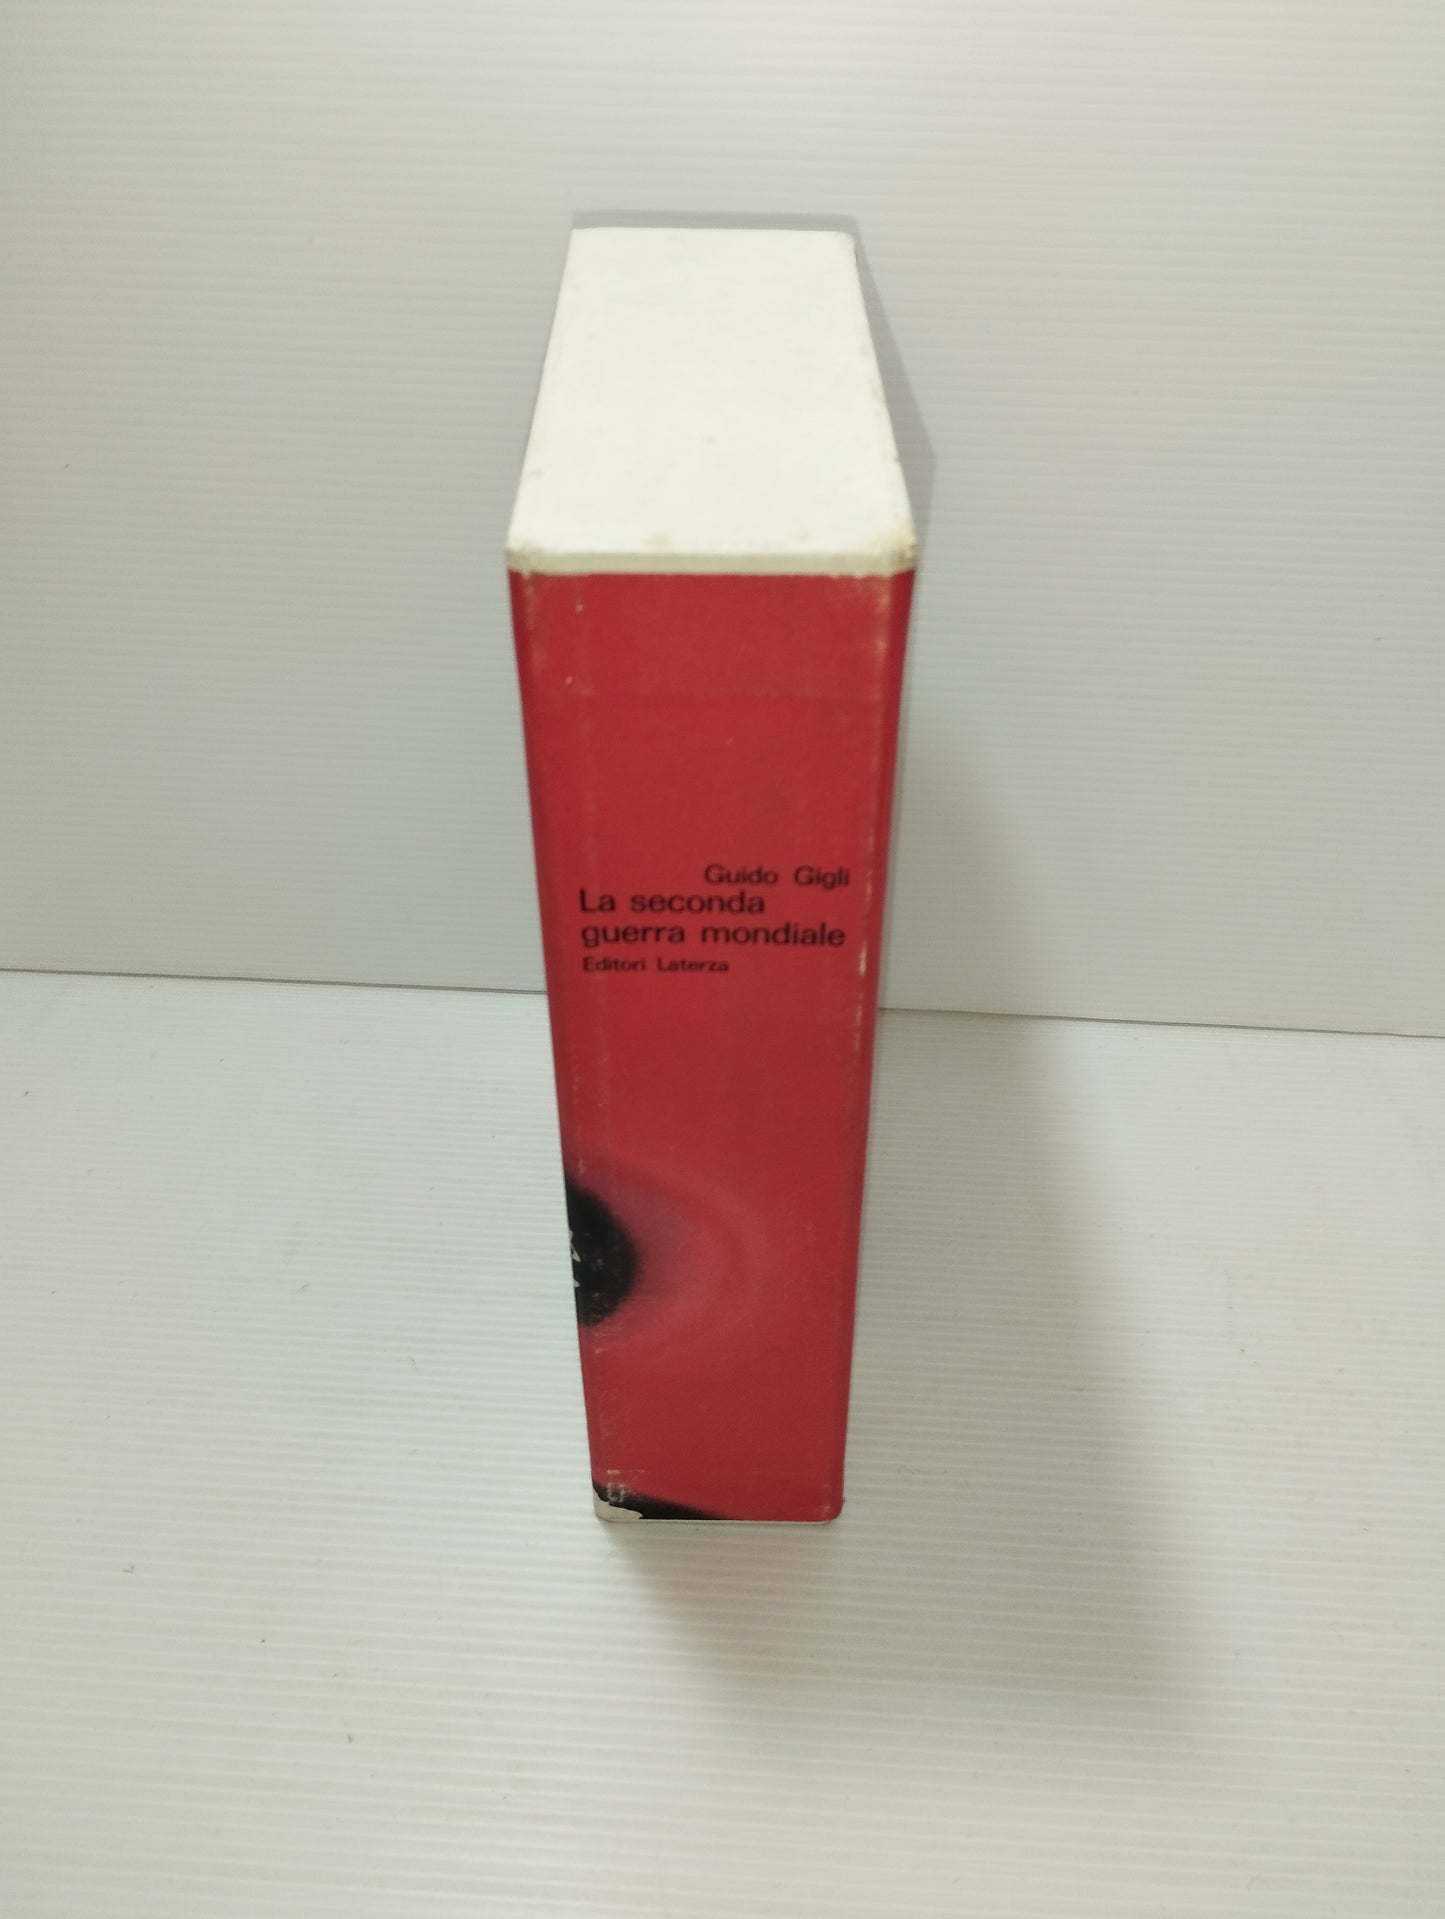 Guido Gigli
La seconda
guerra mondiale
Editori Laterza